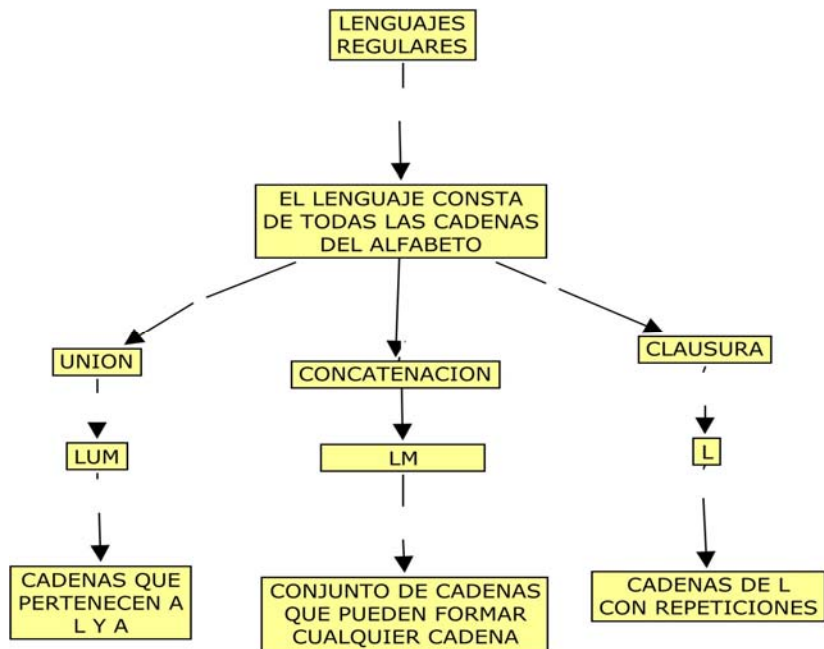 LENGUAJES
REGULARES
EL LENGUAJE CONSTA
DE TODAS LAS CADENAS
DEL ALFABETO
UNION
CONCATENACION
CLAUSURA
LUM
LM
L
CADENAS QUE
PERTENECEN A
L Y A
CONJUNTO DE CADENAS
QUE PUEDEN FORMAR
CUALQUIER CADENA
CADENAS DE L
CON REPETICIONES